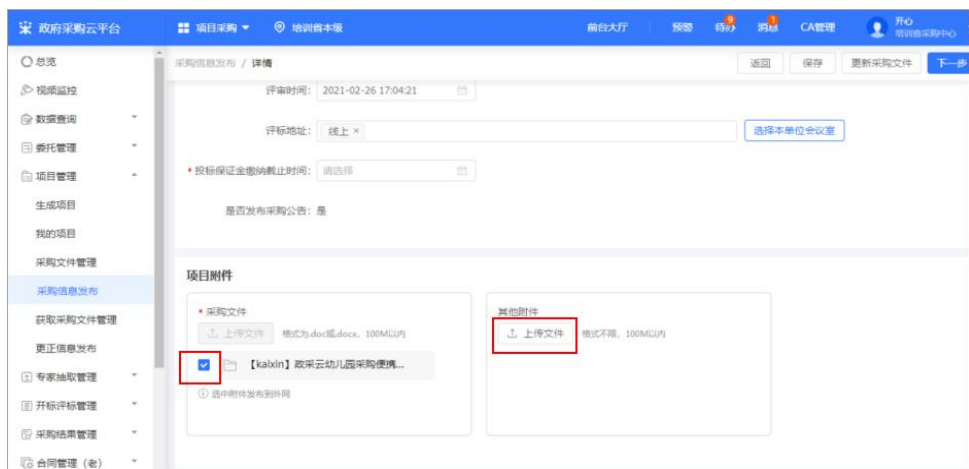 政府采购云平台
项目采购
培训省本级
前台大厅
预警
待办
9
消息
CA管理
开心
培训省采购中心
总览
采购信息发布 / 详情
返回
保存
更新采购文件
下一步
视频监控
数据查询
委托管理
项目管理
生成项目
我的项目
采购文件管理
采购信息发布
获取采购文件管理
更正信息发布
专家抽取管理
开标评标管理
采购结果管理
合同管理（老）
评审时间： 2021-02-26 17:04:21
评标地址： 线上 ×
选择本单位会议室
* 投标保证金缴纳截止时间： 请选择
是否发布采购公告： 是
项目附件
* 采购文件
上传文件 格式为.doc或.docx，100M以内
【kaixin】政采云幼儿园采购便携...
选中附件发布到外网
其他附件
上传文件 格式不限，100M以内